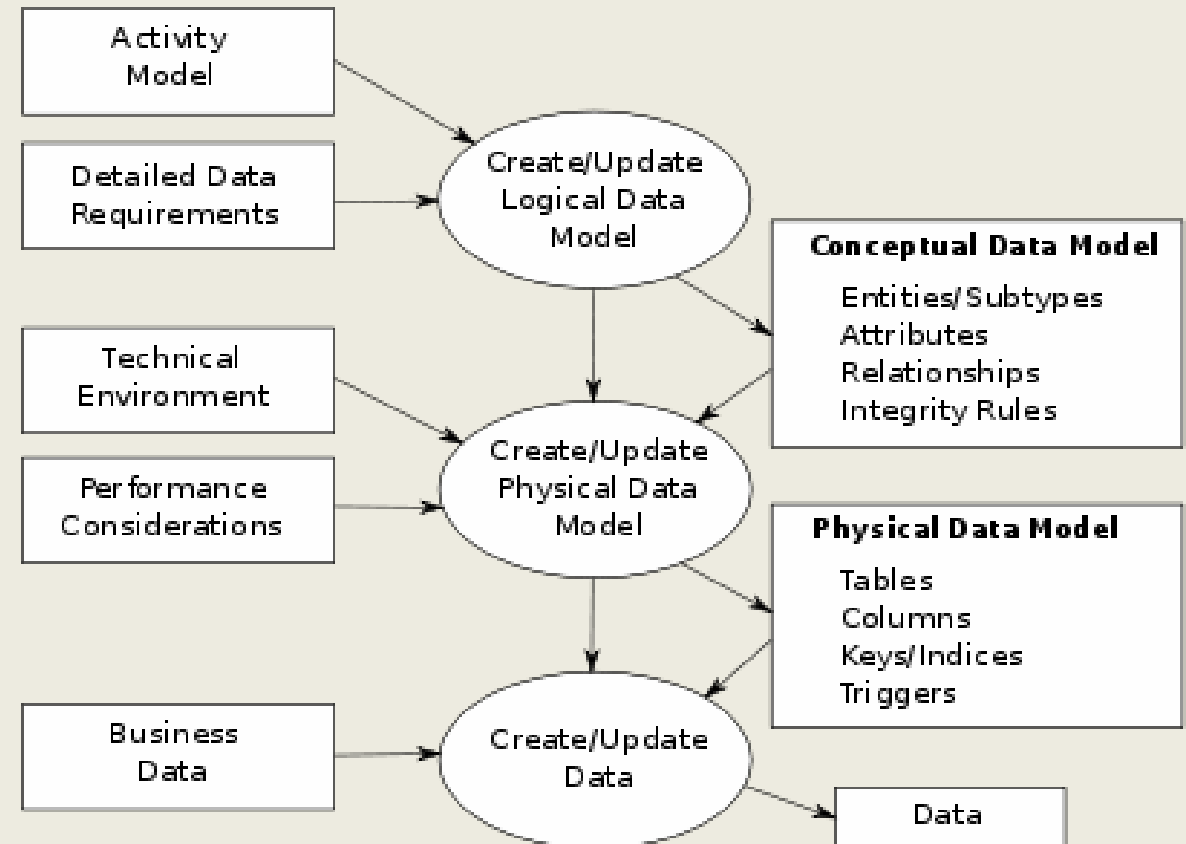 Activity
Model
Detailed Data
Requirements
Create/Update
Logical Data
Model
Conceptual Data Model
Entities/Subtypes
Attributes
Relationships
Integrity Rules
Technical
Environment
Performance
Considerations
Create/Update
Physical Data
Model
Physical Data Model
Tables
Columns
Keys/Indices
Triggers
Business
Data
Create/Update
Data
Data